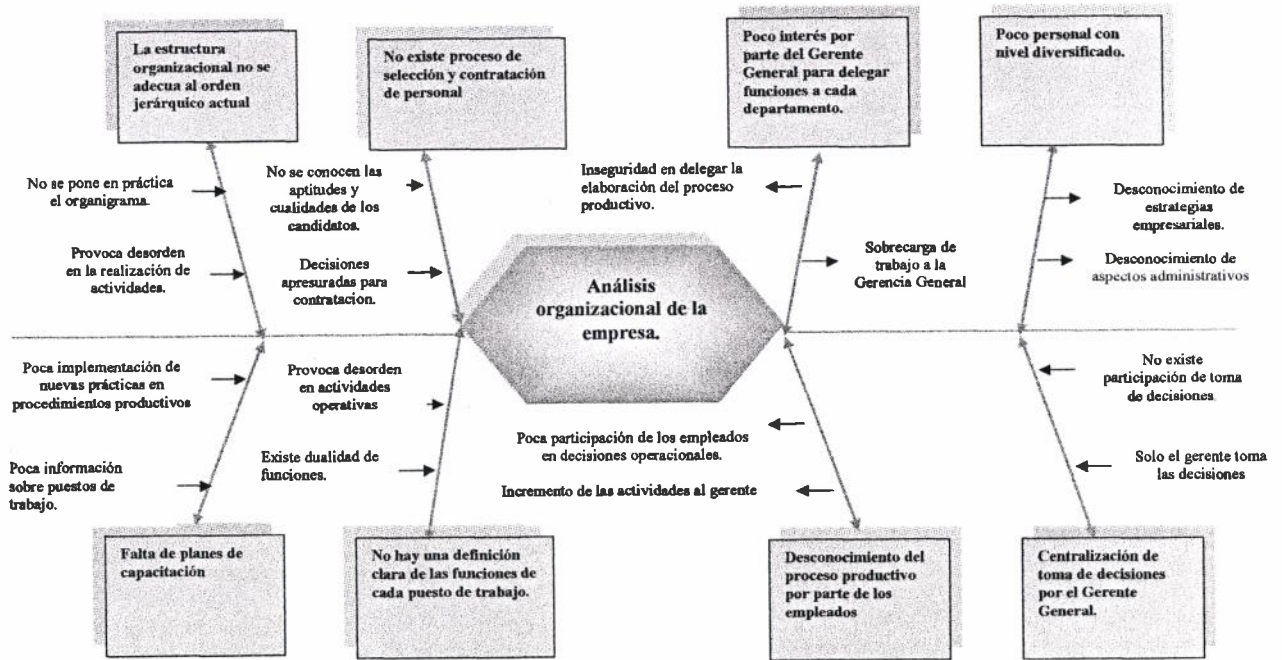 La estructura
organizacional no se
adecua al orden
jerárquico actual
No existe proceso de
selección y contratación
de personal
Poco interés por
parte del Gerente
General para delegar
funciones a cada
departamento.
Poco personal con
nivel diversificado.
No se pone en práctica
el organigrama.
Provoca desorden
en la realización de
actividades.
No se conocen las
aptitudes y
cualidades de los
candidatos.
Decisiones
apresuradas para
contratacion.
Inseguridad en delegar la
elaboración del proceso
productivo.
Sobrecarga de
trabajo a la
Gerencia General
Desconocimiento de
estrategias
empresariales.
Desconocimiento de
aspectos administrativos
Análisis
organizacional de la
empresa.
Poca implementación de
nuevas prácticas en
procedimientos productivos
Poca información
sobre puestos de
trabajo.
Provoca desorden
en actividades
operativas
Existe dualidad de
funciones.
Poca participación de los empleados
en decisiones operacionales.
Incremento de las actividades al gerente
No existe
participación de toma
de decisiones.
Solo el gerente toma
las decisiones
Falta de planes de
capacitación
No hay una definición
clara de las funciones de
cada puesto de trabajo.
Desconocimiento del
proceso productivo
por parte de los
empleados
Centralización de
toma de decisiones
por el Gerente
General.